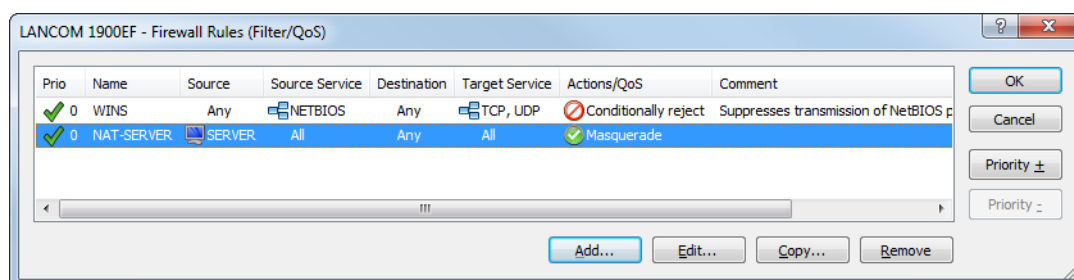 LANCOM 1900EF - Firewall Rules (Filter/QoS)
Prio Name Source Source Service Destination Target Service Actions/QoS Comment
0 WINS Any NETBIOS Any TCP, UDP Conditionally reject Suppresses transmission of NetBIOS p
0 NAT-SERVER SERVER All Any All Masquerade
OK
Cancel
Priority +
Priority -
Add... Edit... Copy... Remove